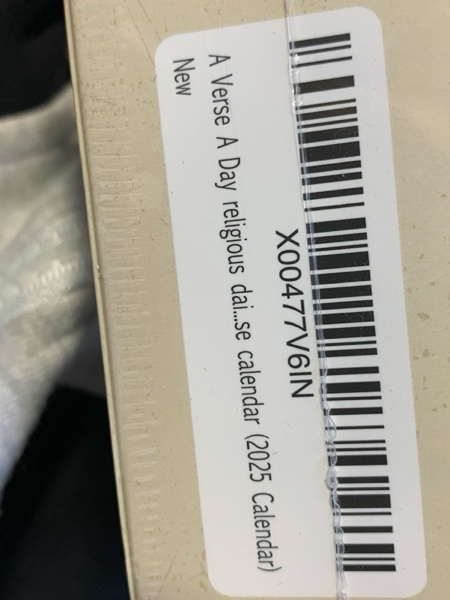 X00477V6IN
A Verse A Day religious dai...se calendar (2025 Calendar)
New